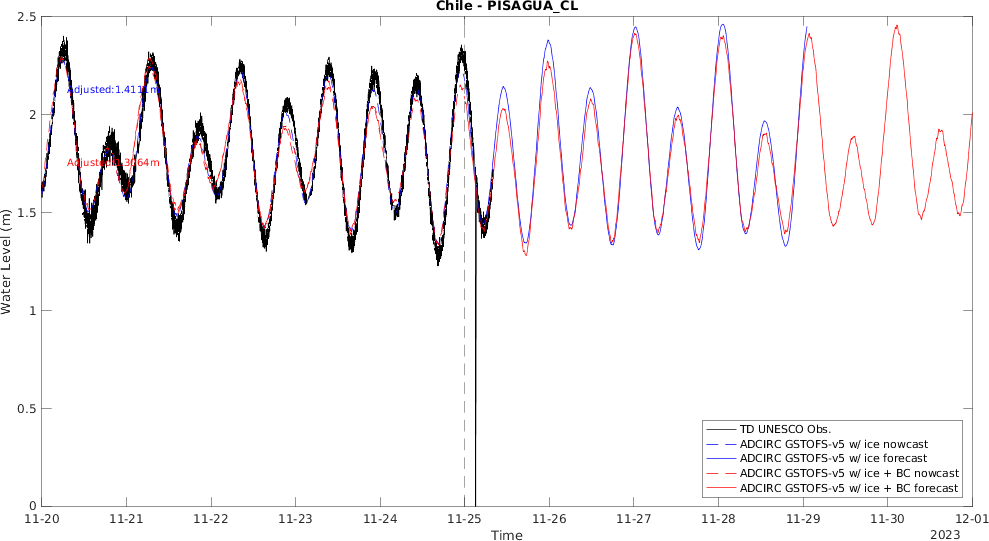 Chile - PISAGUA_CL
2.5
2
1.5
1
0.5
0
Water Level (m)
Adjusted:1.4111m
TD UNESCO Obs.
ADCIRC GSTOFS-v5 w/ ice nowcast
ADCIRC GSTOFS-v5 w/ ice forecast
ADCIRC GSTOFS-v5 w/ ice + BC nowcast
ADCIRC GSTOFS-v5 w/ ice + BC forecast
11-20 11-21 11-22 11-23 11-24 11-25 11-26 11-27 11-28 11-29 11-30 12-01
Time
2023